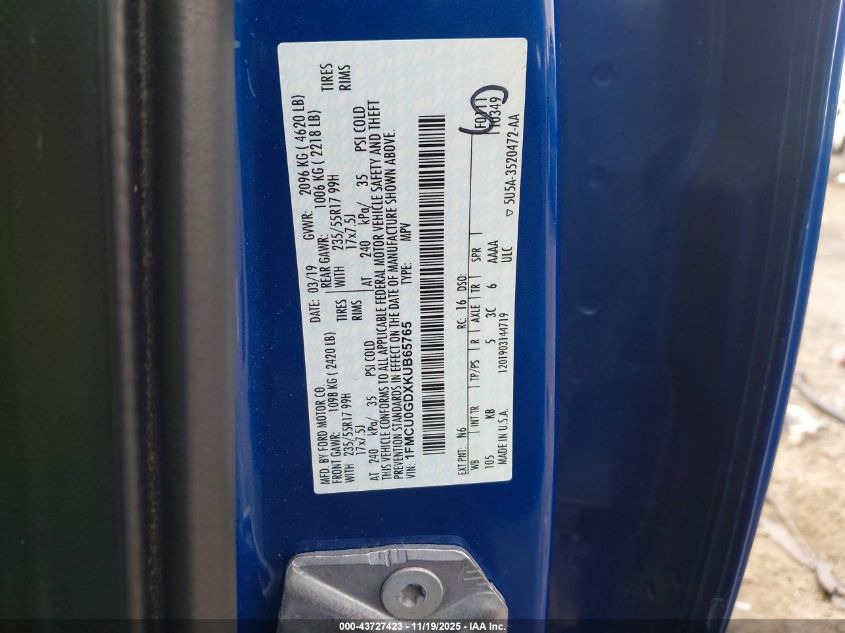 MFD. BY FORD MOTOR CO. DATE: 03/19 GVWR: 2096 KG ( 4620 LB)
FRONT GAWR: 1098 KG ( 2420 LB) REAR GAWR: 1006 KG ( 2218 LB)
WITH 235/55R17 99H TIRES WITH 235/55R17 99H TIRES
17x7.5J RIMS 17x7.5J RIMS
AT 240 kPa/ 35 PSI COLD AT 240 kPa/ 35 PSI COLD
THIS VEHICLE CONFORMS TO ALL APPLICABLE FEDERAL MOTOR VEHICLE SAFETY AND THEFT
PREVENTION STANDARDS IN EFFECT ON THE DATE OF MANUFACTURE SHOWN ABOVE.
VIN: 1FMCU0GDXKUB65765 TYPE: MPV
EXT PNT: N6 RC: 16 DSO:
WB INT TR TP/PS R AXLE TR SPR
105 KB 5 3C 6 AAAA
MADE IN U.S.A. 1201903144719 ULC
▽ 5U5A-3520472-AA
000-43727423 - 11/19/2025 - IAA Inc.